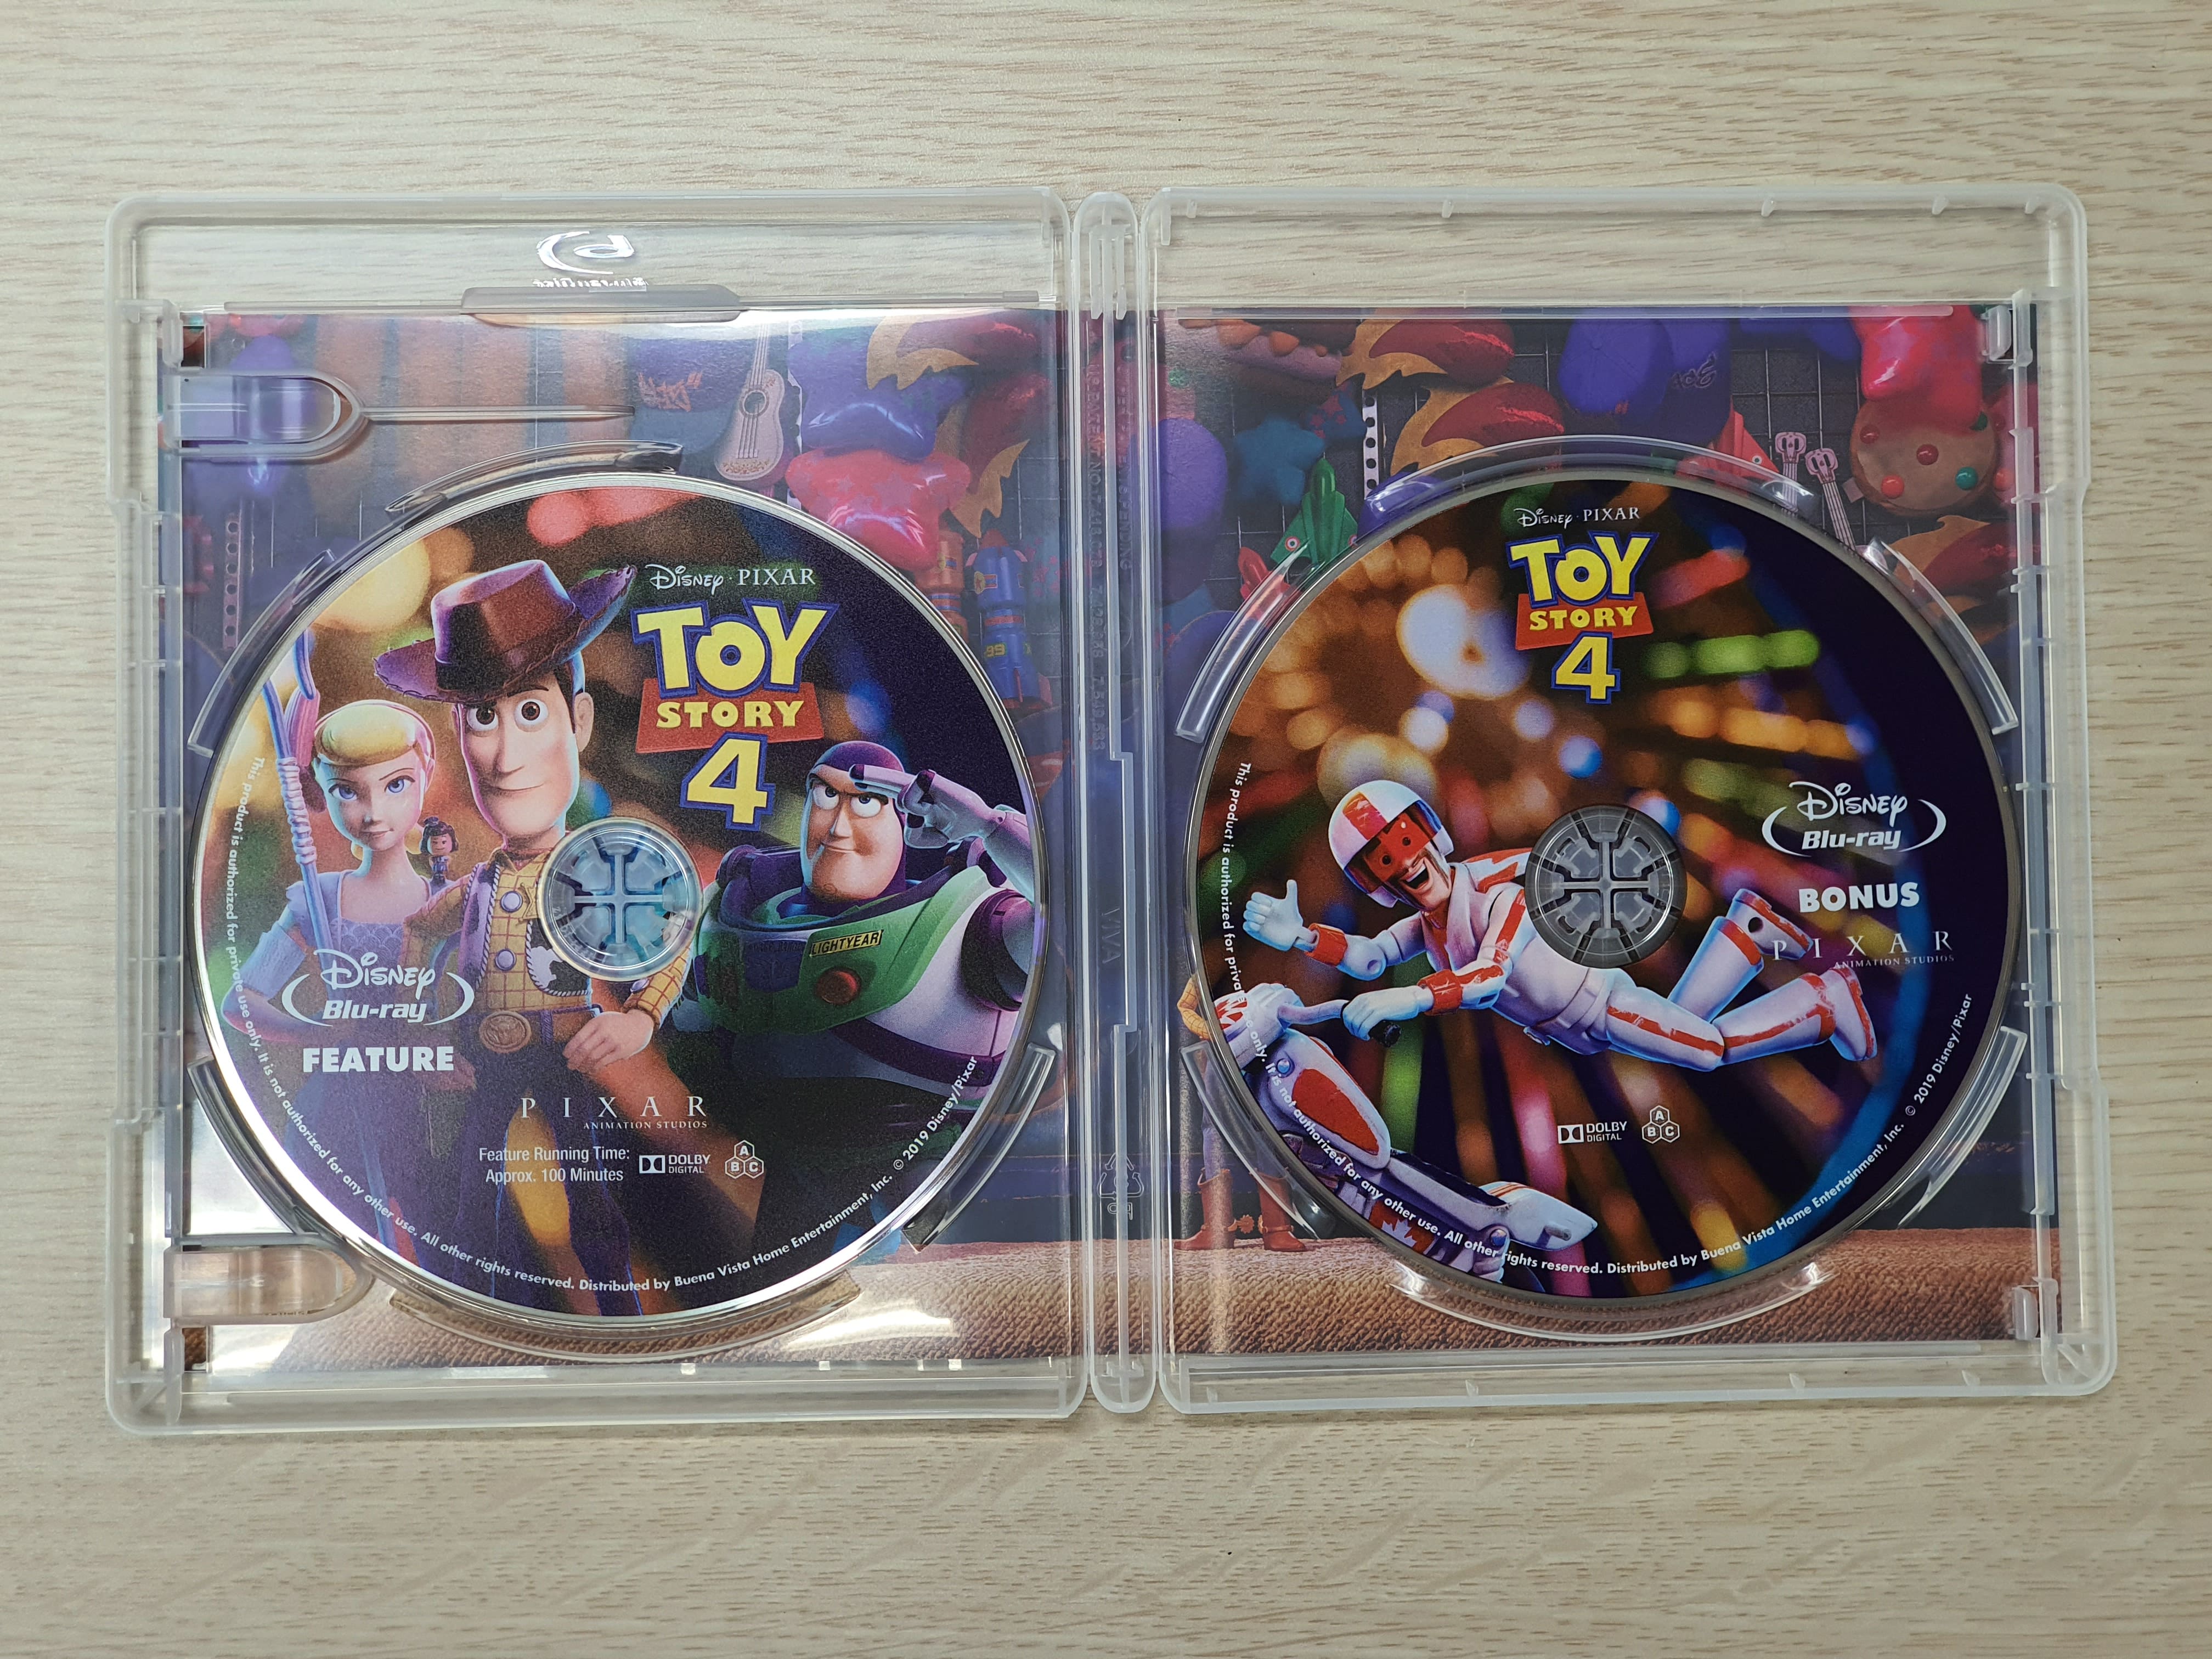 Disney · PIXAR
TOY
STORY
4
LIGHTYEAR
Disney
Blu-ray
FEATURE
PIXAR
ANIMATION STUDIOS
Feature Running Time:
Approx. 100 Minutes
DOLBY
DIGITAL
A
B C
This product is authorized for private use only. It is not authorized for any other use. All other rights reserved. Distributed by Buena Vista Home Entertainment, Inc. © 2019 Disney/Pixar
Disney · PIXAR
TOY
STORY
4
Disney
Blu-ray
BONUS
PIXAR
ANIMATION STUDIOS
DOLBY
DIGITAL
A
B C
This product is authorized for private use only. It is not authorized for any other use. All other rights reserved. Distributed by Buena Vista Home Entertainment, Inc. © 2019 Disney/Pixar